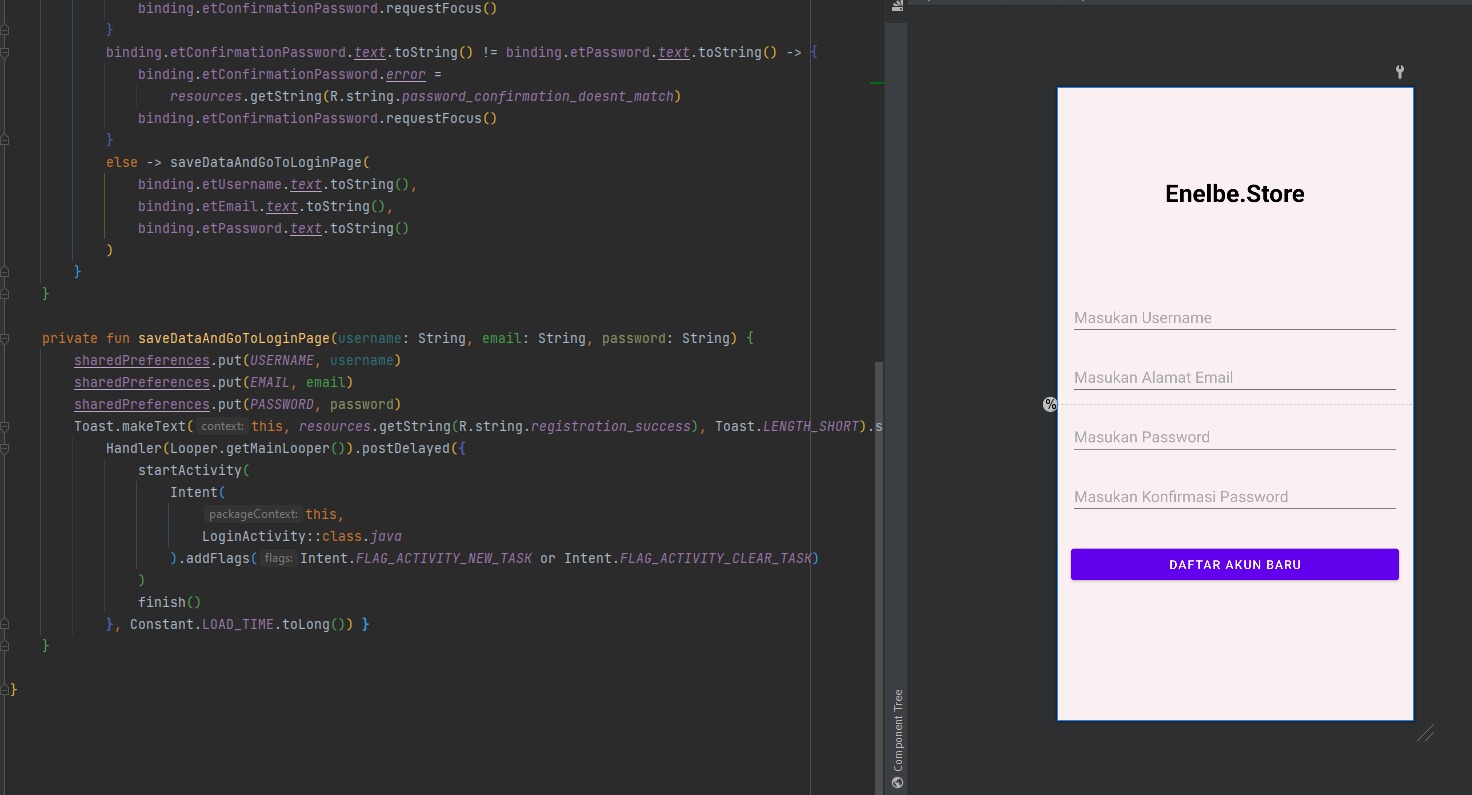 binding.etConfirmationPassword.requestFocus()
}
binding.etConfirmationPassword.text.toString() != binding.etPassword.text.toString() -> {
binding.etConfirmationPassword.error =
resources.getString(R.string.password_confirmation_doesnt_match)
binding.etConfirmationPassword.requestFocus()
}
else -> saveDataAndGoToLoginPage(
binding.etUsername.text.toString(),
binding.etEmail.text.toString(),
binding.etPassword.text.toString()
)
}
}
private fun saveDataAndGoToLoginPage(username: String, email: String, password: String) {
sharedPreferences.put(USERNAME, username)
sharedPreferences.put(EMAIL, email)
sharedPreferences.put(PASSWORD, password)
Toast.makeText( context: this, resources.getString(R.string.registration_success), Toast.LENGTH_SHORT).s
Handler(Looper.getMainLooper()).postDelayed({
startActivity(
Intent(
packageContext: this,
LoginActivity::class.java
).addFlags( flags: Intent.FLAG_ACTIVITY_NEW_TASK or Intent.FLAG_ACTIVITY_CLEAR_TASK)
)
finish()
}, Constant.LOAD_TIME.toLong()) }
}
}
Component Tree
Enelbe.Store
Masukan Username
Masukan Alamat Email
%
Masukan Password
Masukan Konfirmasi Password
DAFTAR AKUN BARU